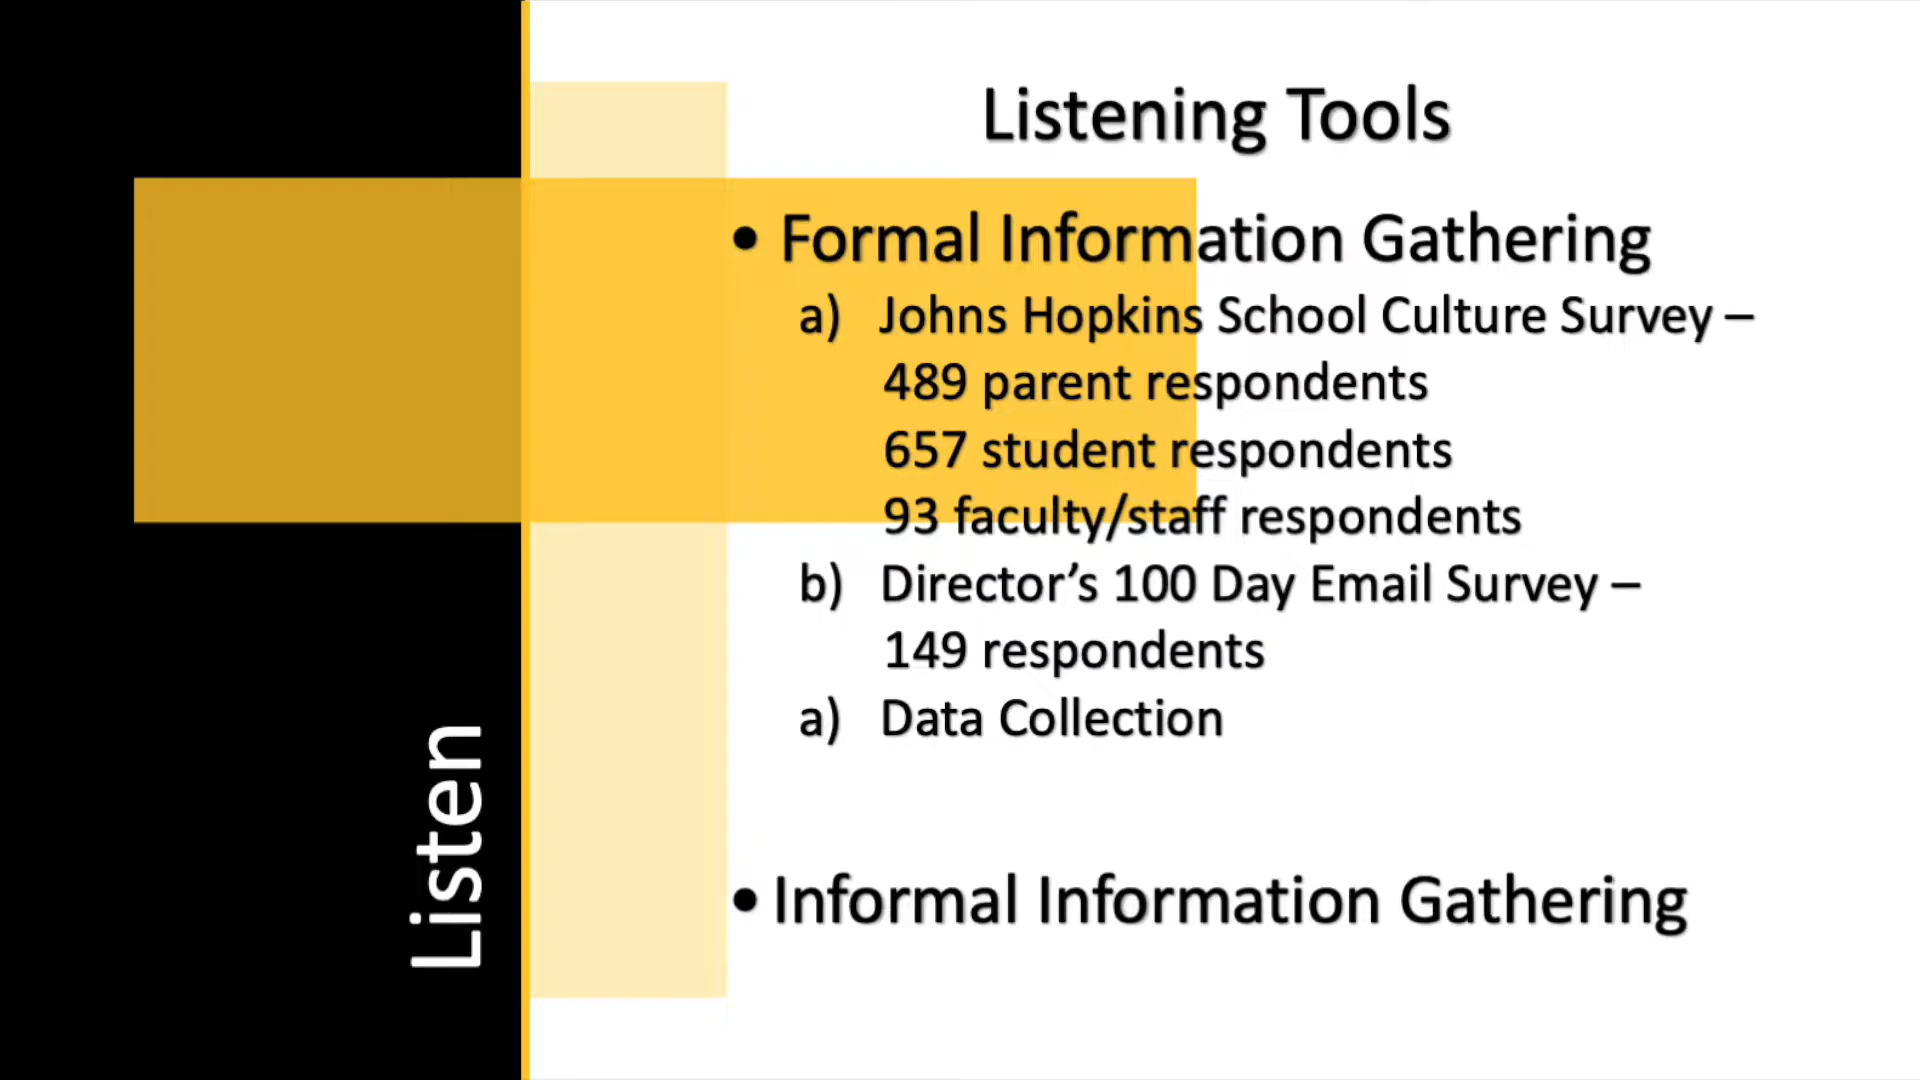 Listening Tools
• Formal Information Gathering
a) Johns Hopkins School Culture Survey –
489 parent respondents
657 student respondents
93 faculty/staff respondents
b) Director’s 100 Day Email Survey –
149 respondents
a) Data Collection
• Informal Information Gathering
Listen